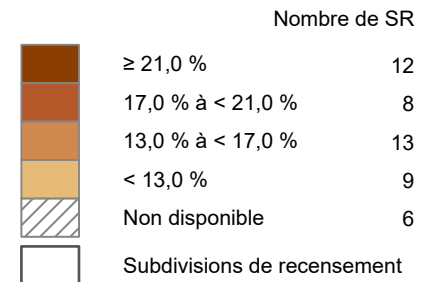 Nombre de SR
≥ 21,0 % 12
17,0 % à < 21,0 % 8
13,0 % à < 17,0 % 13
< 13,0 % 9
Non disponible 6
Subdivisions de recensement